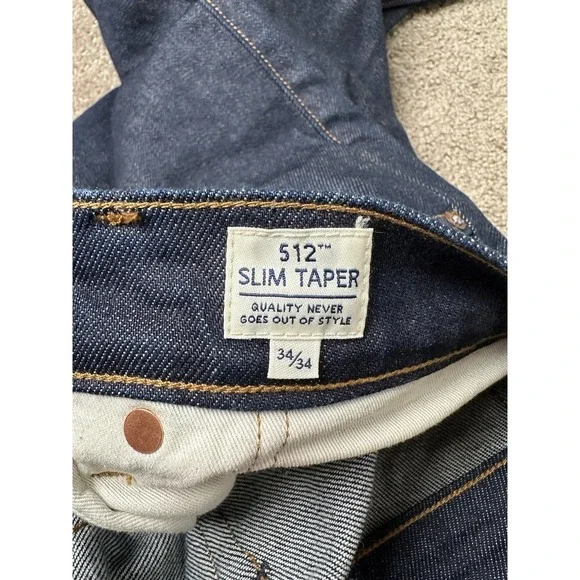 512™
SLIM TAPER
QUALITY NEVER
GOES OUT OF STYLE
34/34